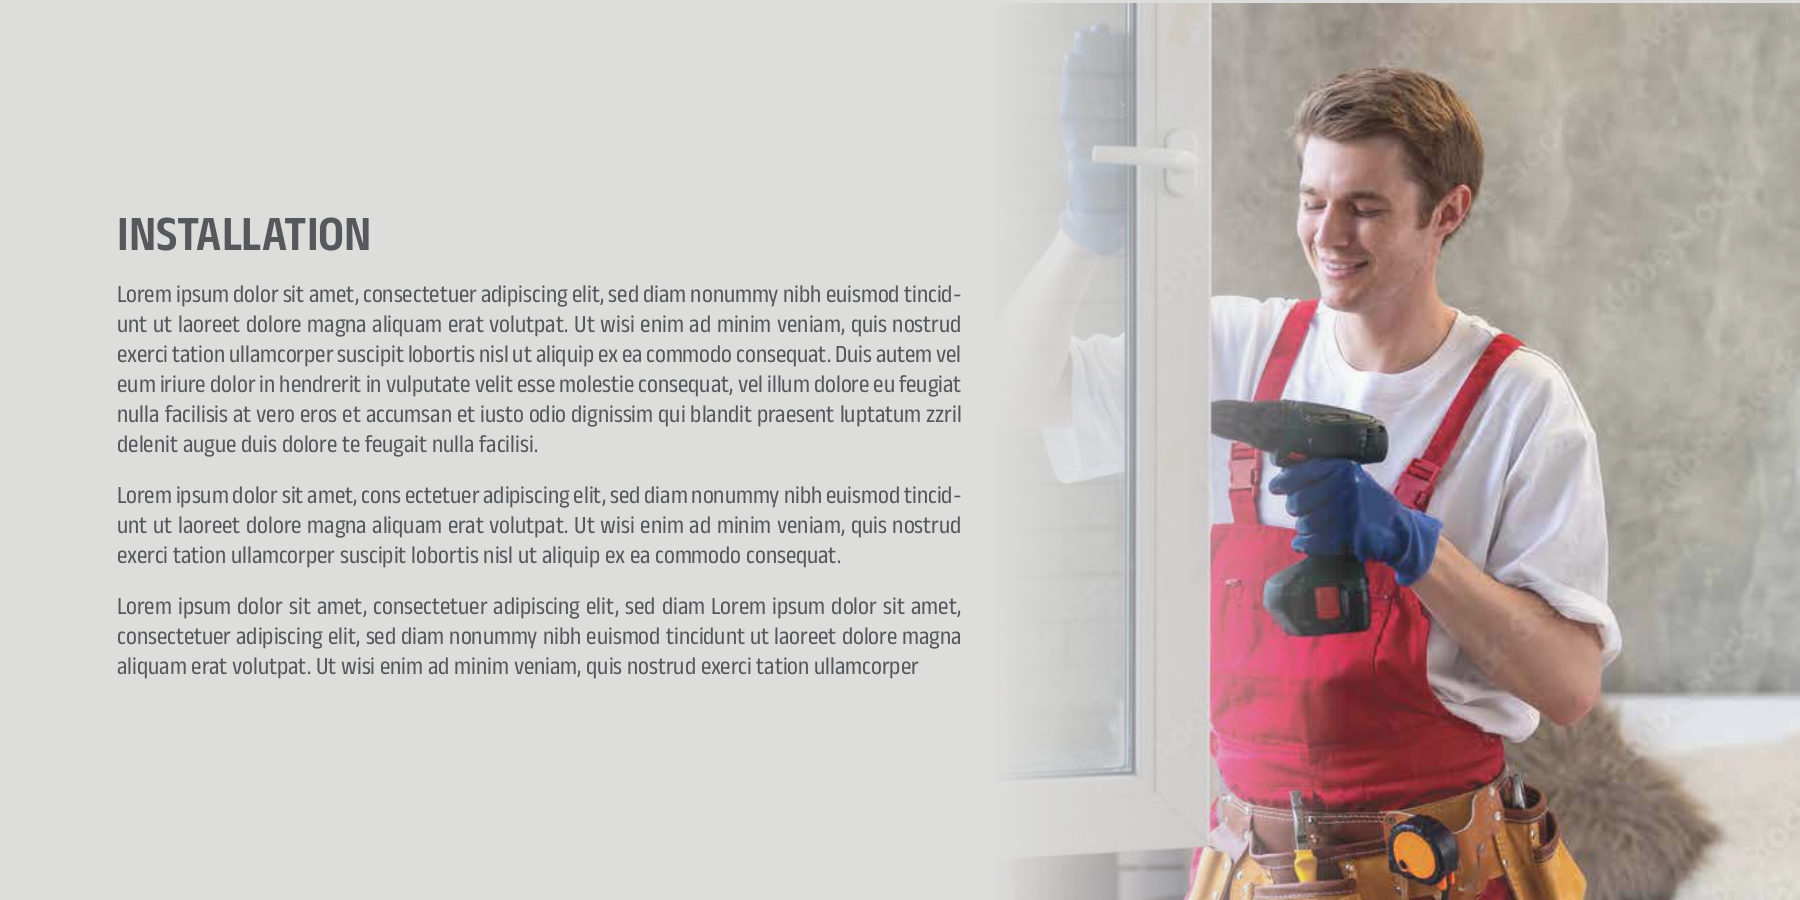 INSTALLATION
Lorem ipsum dolor sit amet, consectetuer adipiscing elit, sed diam nonummy nibh euismod tincid-
unt ut laoreet dolore magna aliquam erat volutpat. Ut wisi enim ad minim veniam, quis nostrud
exerci tation ullamcorper suscipit lobortis nisl ut aliquip ex ea commodo consequat. Duis autem vel
eum iriure dolor in hendrerit in vulputate velit esse molestie consequat, vel illum dolore eu feugiat
nulla facilisis at vero eros et accumsan et iusto odio dignissim qui blandit praesent luptatum zzril
delenit augue duis dolore te feugait nulla facilisi.
Lorem ipsum dolor sit amet, cons ectetuer adipiscing elit, sed diam nonummy nibh euismod tincid-
unt ut laoreet dolore magna aliquam erat volutpat. Ut wisi enim ad minim veniam, quis nostrud
exerci tation ullamcorper suscipit lobortis nisl ut aliquip ex ea commodo consequat.
Lorem ipsum dolor sit amet, consectetuer adipiscing elit, sed diam Lorem ipsum dolor sit amet,
consectetuer adipiscing elit, sed diam nonummy nibh euismod tincidunt ut laoreet dolore magna
aliquam erat volutpat. Ut wisi enim ad minim veniam, quis nostrud exerci tation ullamcorper